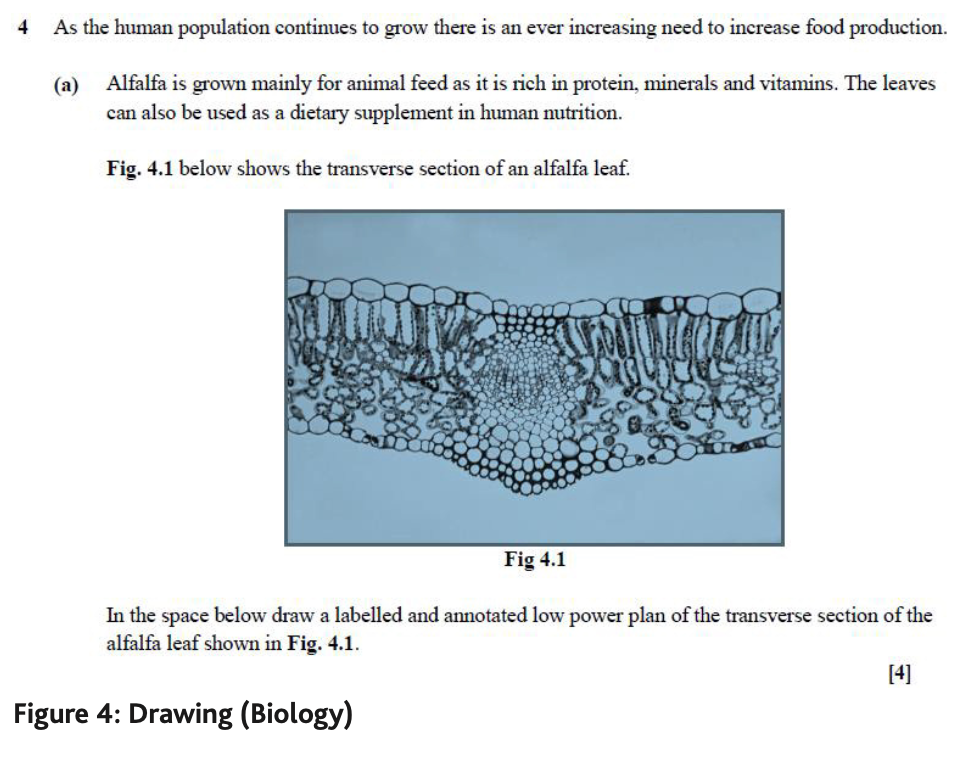 4 As the human population continues to grow there is an ever increasing need to increase food production.
(a) Alfalfa is grown mainly for animal feed as it is rich in protein, minerals and vitamins. The leaves
can also be used as a dietary supplement in human nutrition.
Fig. 4.1 below shows the transverse section of an alfalfa leaf.
Fig 4.1
In the space below draw a labelled and annotated low power plan of the transverse section of the
alfalfa leaf shown in Fig. 4.1.
[4]
Figure 4: Drawing (Biology)